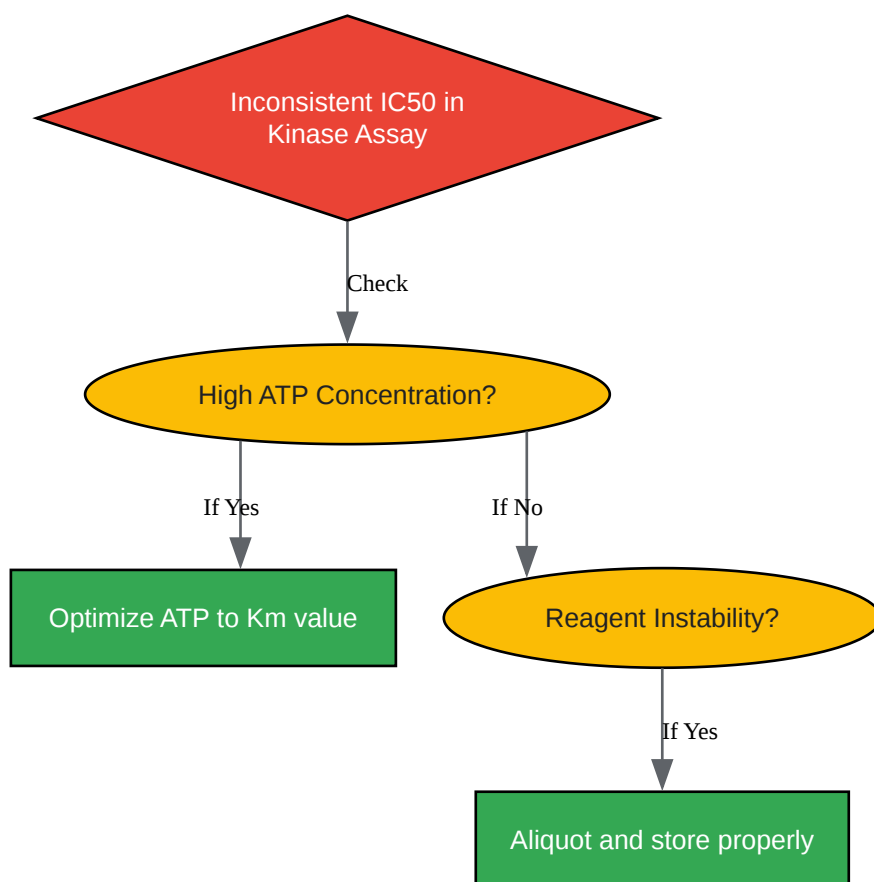 Inconsistent IC50 in
Kinase Assay
Check
High ATP Concentration?
If Yes
If No
Optimize ATP to Km value
Reagent Instability?
If Yes
Aliquot and store properly